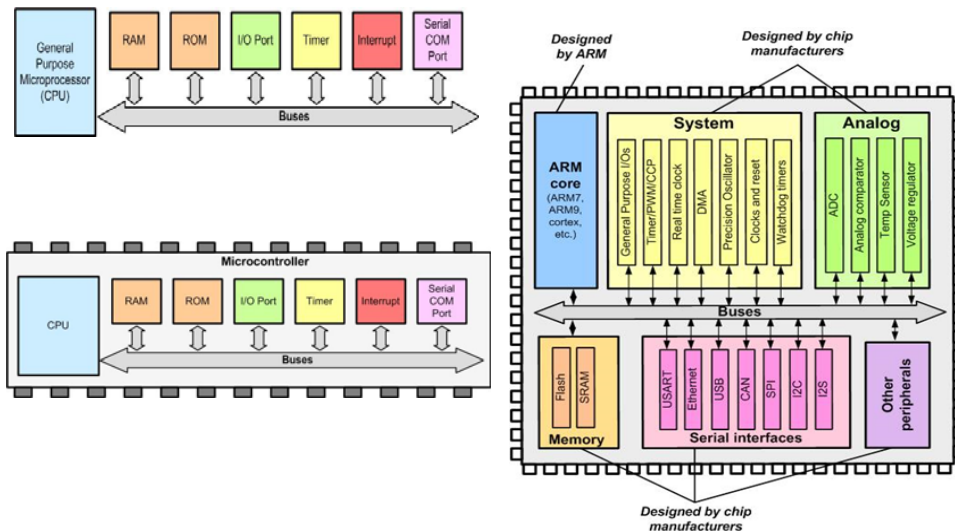 General
Purpose
Microprocessor
(CPU)
RAM
ROM
I/O Port
Timer
Interrupt
Serial
COM
Port
Buses
Microcontroller
CPU
RAM
ROM
I/O Port
Timer
Interrupt
Serial
COM
Port
Buses
Designed
by ARM
Designed by chip
manufacturers
ARM
core
(ARM7,
ARM9,
cortex,
etc.)
System
General Purpose I/Os
Timer/PWM/CCP
Real time clock
DMA
Precision Oscillator
Clocks and reset
Watchdog timers
Analog
ADC
Analog comparator
Temp Sensor
Voltage regulator
Buses
Flash
SRAM
Memory
USART
Ethernet
USB
CAN
SPI
I2C
I2S
Serial interfaces
Other
peripherals
Designed by chip
manufacturers